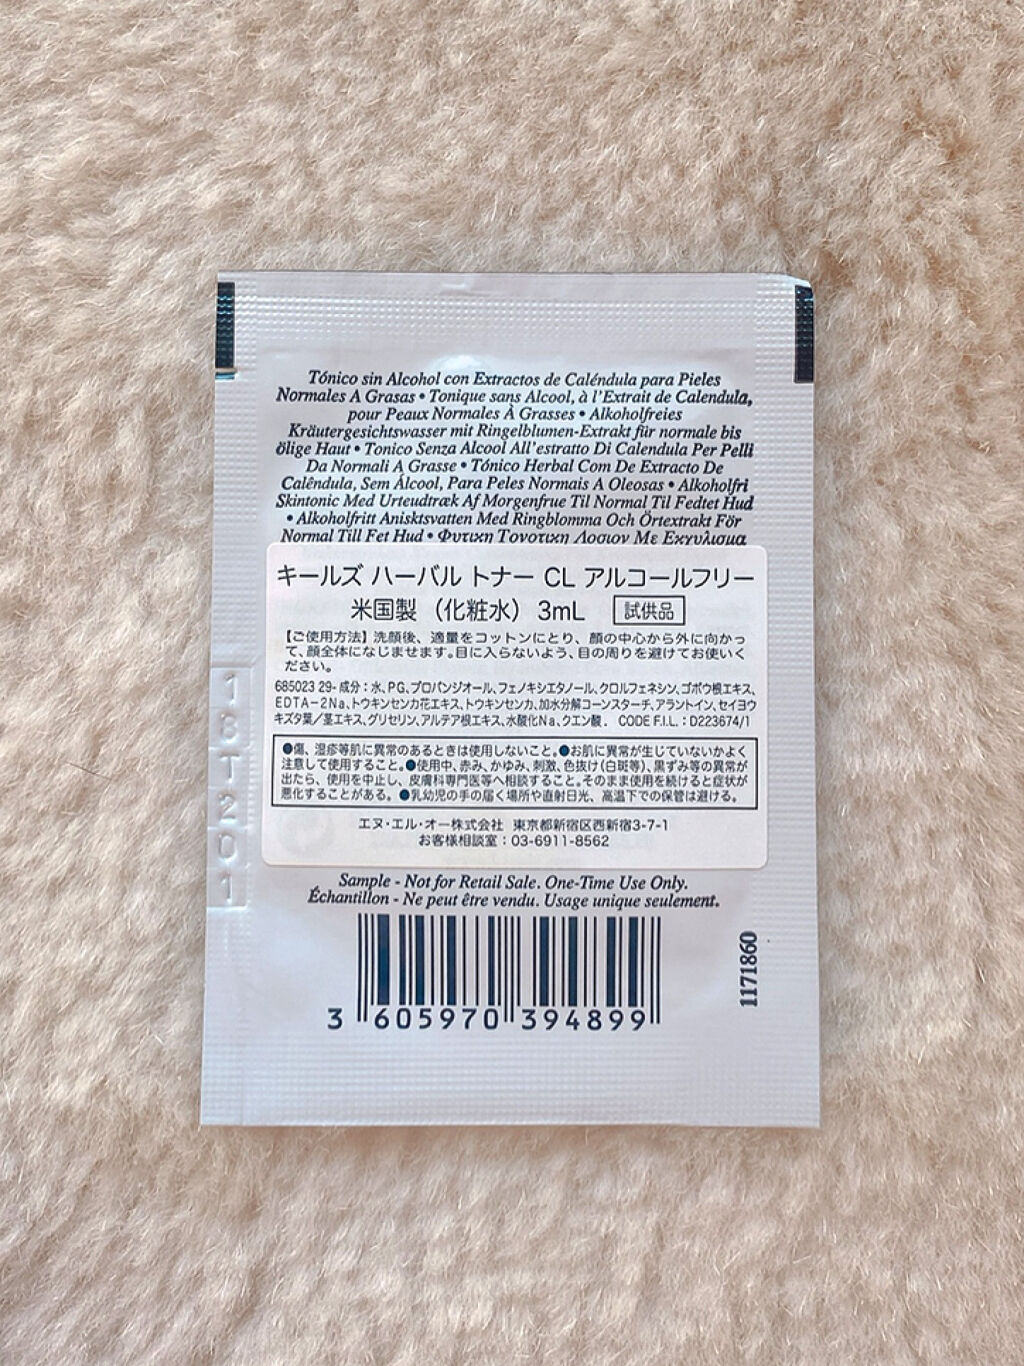 Tónico sin Alcohol con Extractos de Caléndula para Pieles
Normales A Grasas • Tonique sans Alcool, à l'Extrait de Calendula,
pour Peaux Normales À Grasses • Alkoholfreies
Kräutergesichtswasser mit Ringelblumen-Extrakt für normale bis
ölige Haut • Tonico Senza Alcool All'estratto Di Calendula Per Pelli
Da Normali A Grasse • Tónico Herbal Com De Extracto De
Calêndula, Sem Álcool, Para Peles Normais A Oleosas • Alkoholfri
Skintonic Med Urteudtræk Af Morgenfrue Til Normal Til Fedtet Hud
• Alkoholfritt Anisktsvatten Med Ringblomma Och Örtextrakt För
Normal Till Fet Hud • Φυτικη Τονοτικη Λοσιον Με Εκχυλισμα
キールズ ハーバル トナー CL アルコールフリー
米国製（化粧水）3mL 試供品
【ご使用方法】洗顔後、適量をコットンにとり、顔の中心から外に向かっ
て、顔全体になじませます。目に入らないよう、目の周りを避けてお使いく
ださい。
685023 29- 成分：水、PG、プロパンジオール、フェノキシエタノール、クロルフェネシン、ゴボウ根エキス、
EDTA－2Na、トウキンセンカ花エキス、トウキンセンカ、加水分解コーンスターチ、アラントイン、セイヨウ
キズタ葉／茎エキス、グリセリン、アルテア根エキス、水酸化Na、クエン酸． CODE F.I.L.：D223674/1
●傷、湿疹等肌に異常のあるときは使用しないこと。●お肌に異常が生じていないかよく
注意して使用すること。●使用中、赤み、かゆみ、刺激、色抜け(白斑等)、黒ずみ等の異常が
出たら、使用を中止し、皮膚科専門医等へ相談すること。そのまま使用を続けると症状が
悪化することがある。 ●乳幼児の手の届く場所や直射日光、高温下での保管は避ける。
エヌ・エル・オー株式会社 東京都新宿区西新宿3-7-1
お客様相談室：03-6911-8562
16T201
Sample - Not for Retail Sale. One-Time Use Only.
Échantillon - Ne peut être vendu. Usage unique seulement.
3 605970 394899
1171860